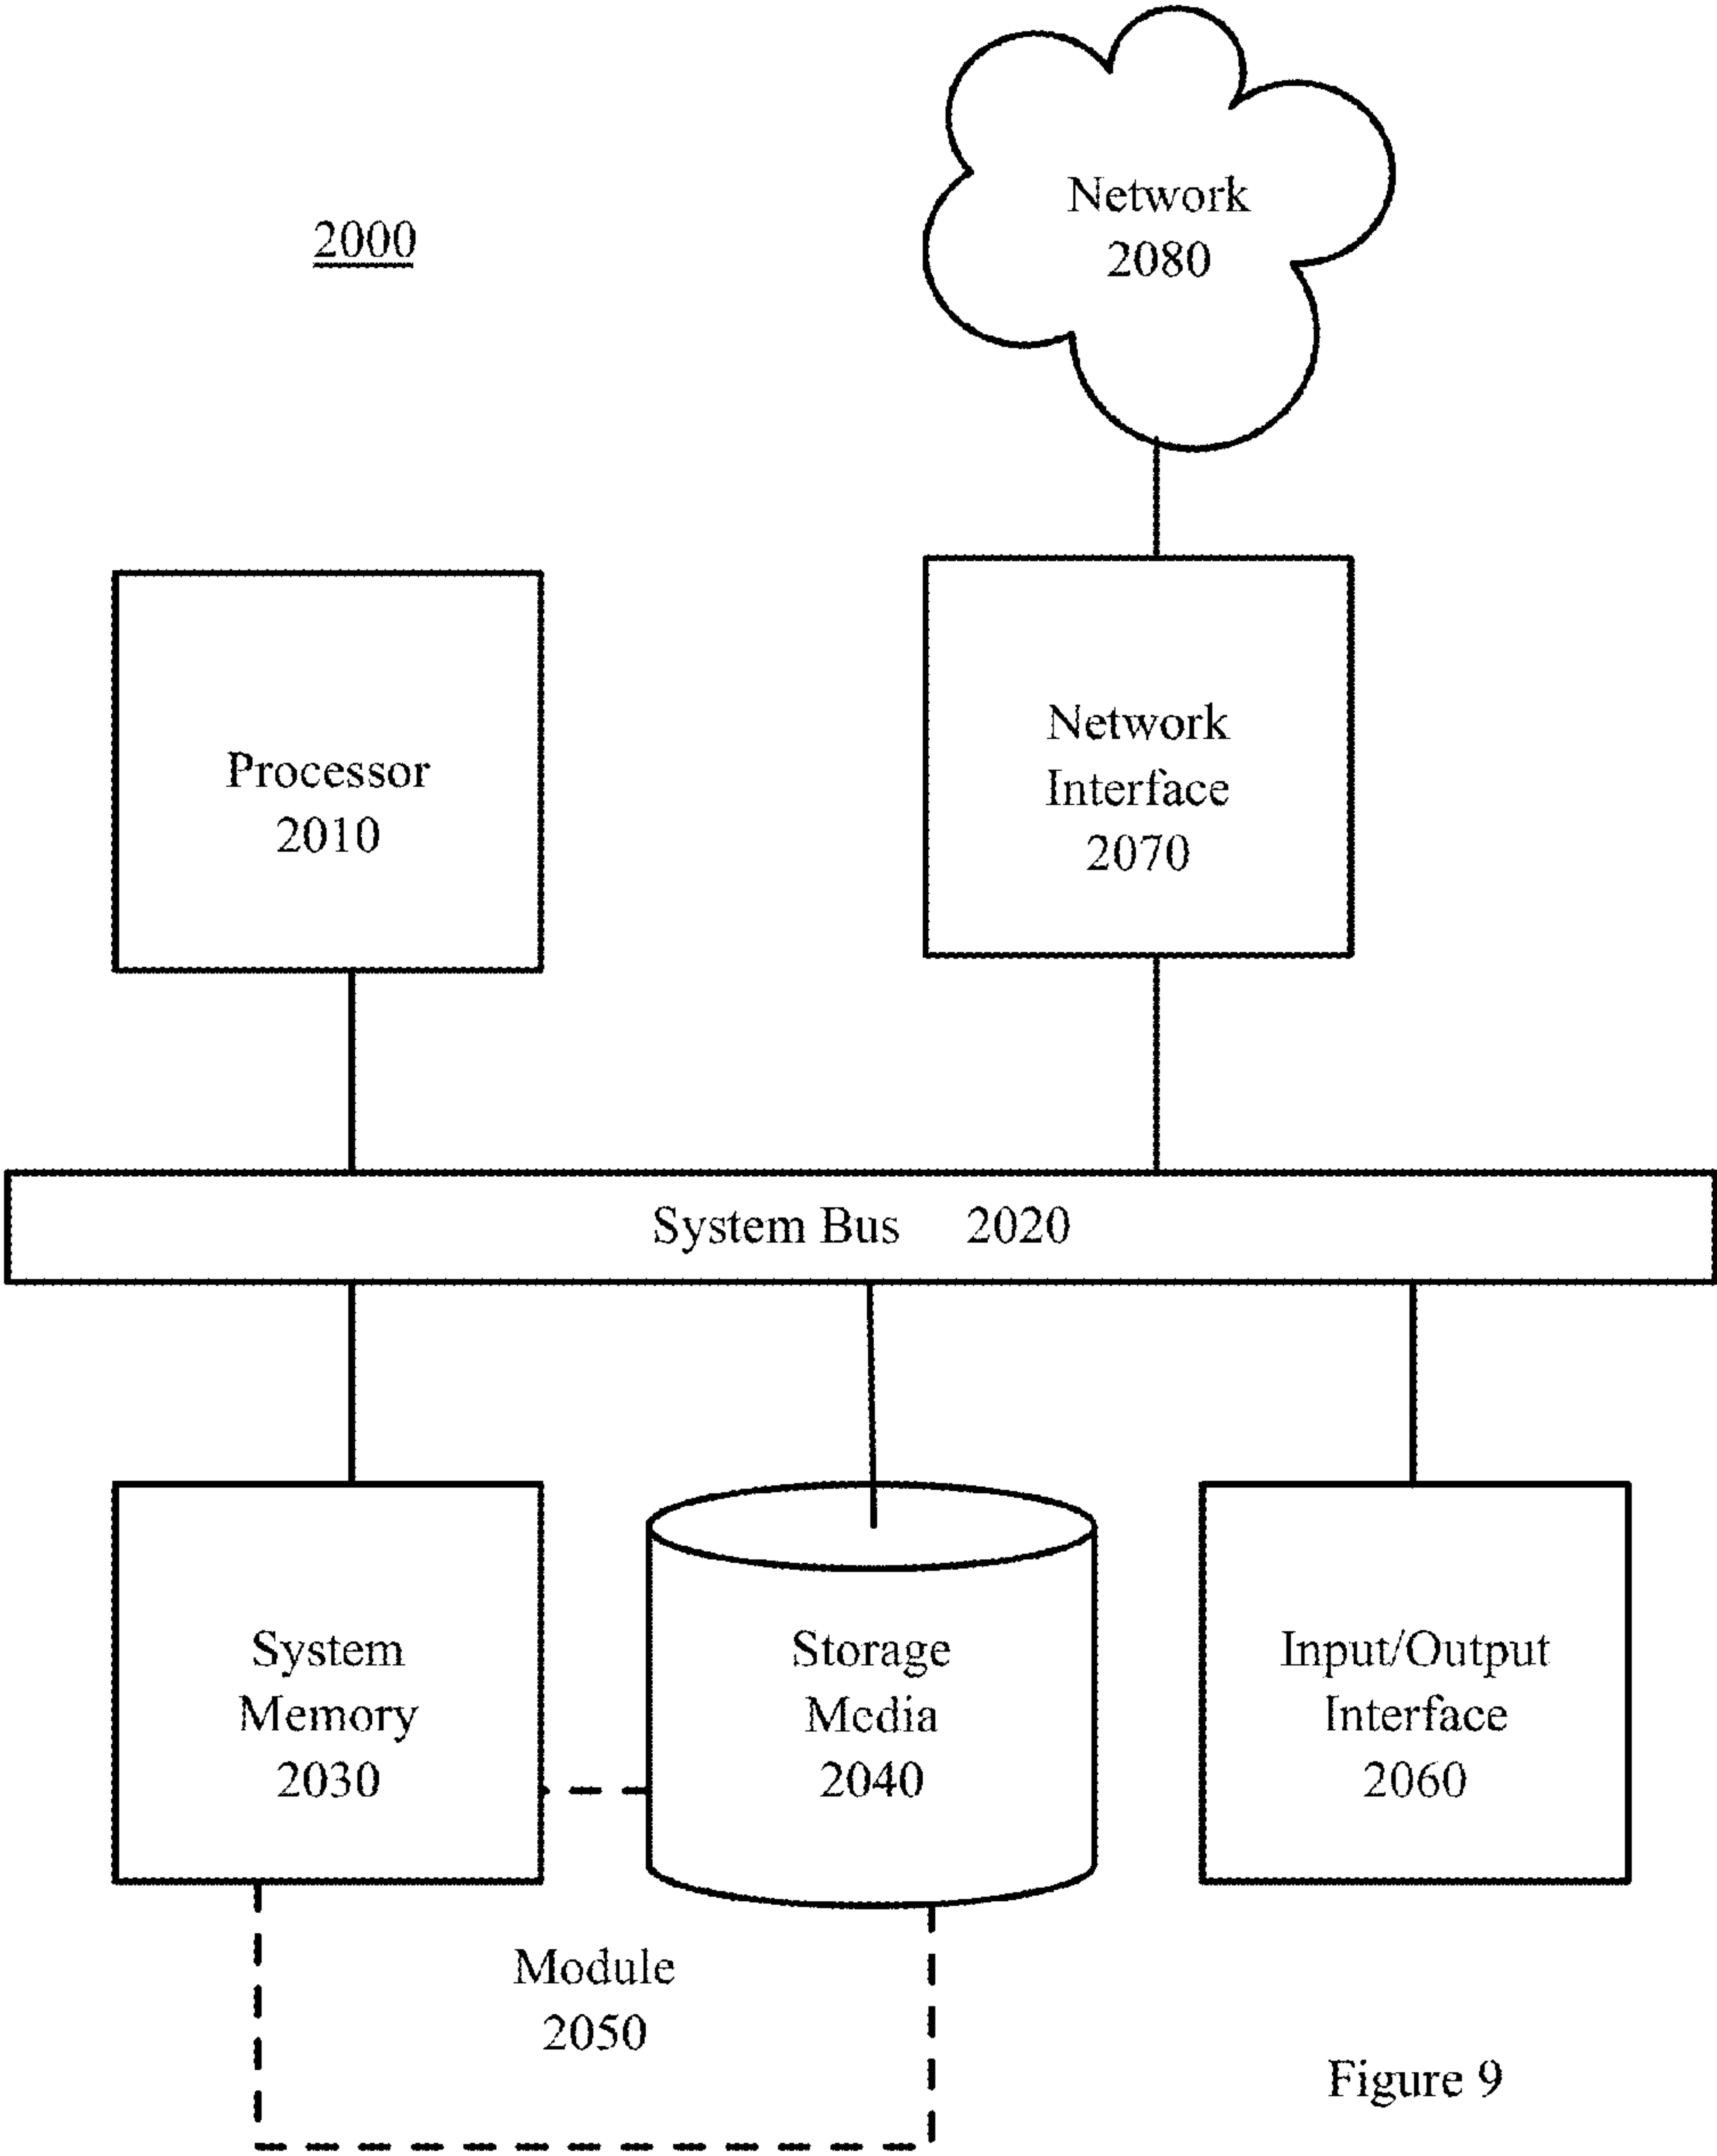 2000
Network
2080
Processor
2010
Network
Interface
2070
System Bus 2020
System
Memory
2030
Storage
Media
2040
Input/Output
Interface
2060
Module
2050
Figure 9